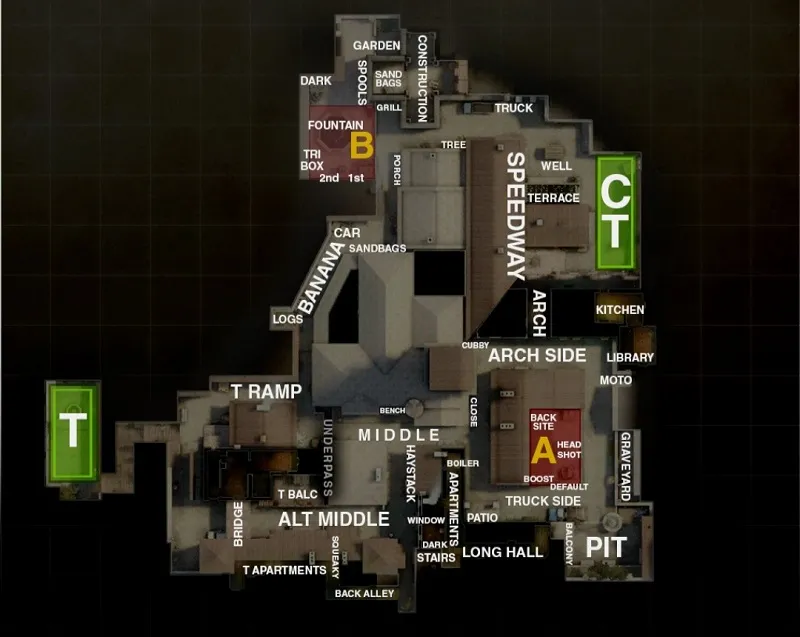 GARDEN
CONSTRUCTION
SPOOLS
SAND
BAGS
DARK
GRILL
TRUCK
FOUNTAIN
B
TREE
TRI
BOX
2nd 1st
PORCH
SPEEDWAY
WELL
TERRACE
CT
CAR
SANDBAGS
BANANA
LOGS
ARCH
KITCHEN
CUBBY
ARCH SIDE
LIBRARY
MOTO
T
T RAMP
BENCH
CLOSE
MIDDLE
UNDERPASS
BACK
SITE
A
HEAD
SHOT
BOOST
DEFAULT
GRAVEYARD
HAYSTACK
BOILER
APARTMENTS
T BALC
TRUCK SIDE
BRIDGE
ALT MIDDLE
WINDOW
PATIO
DARK
STAIRS
LONG HALL
BALCONY
PIT
SQUEAKY
T APARTMENTS
BACK ALLEY